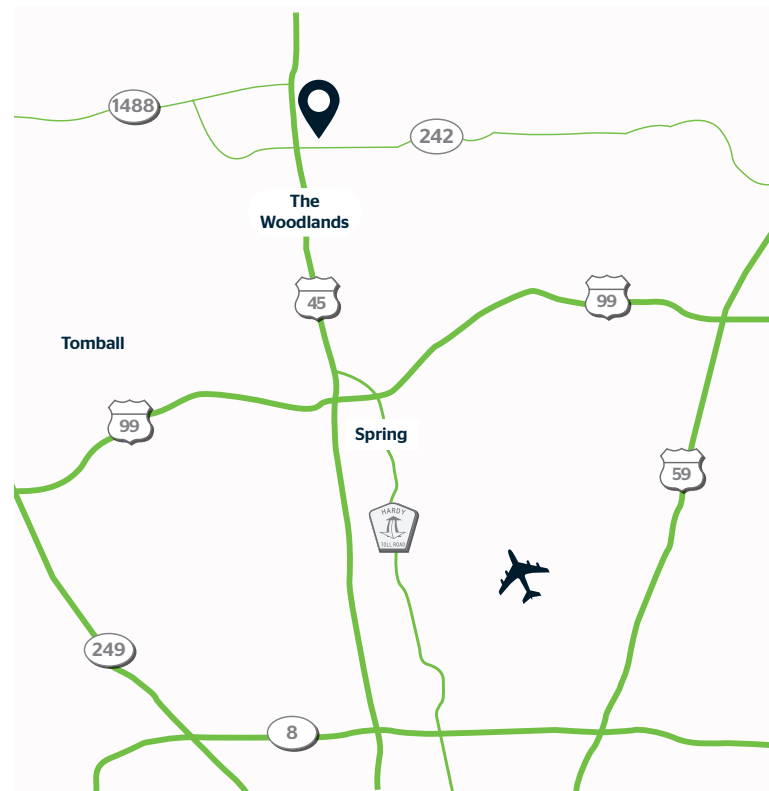 1488
242
The
Woodlands
45
99
Tomball
99
Spring
59
HARDY
TOLL ROAD
249
8